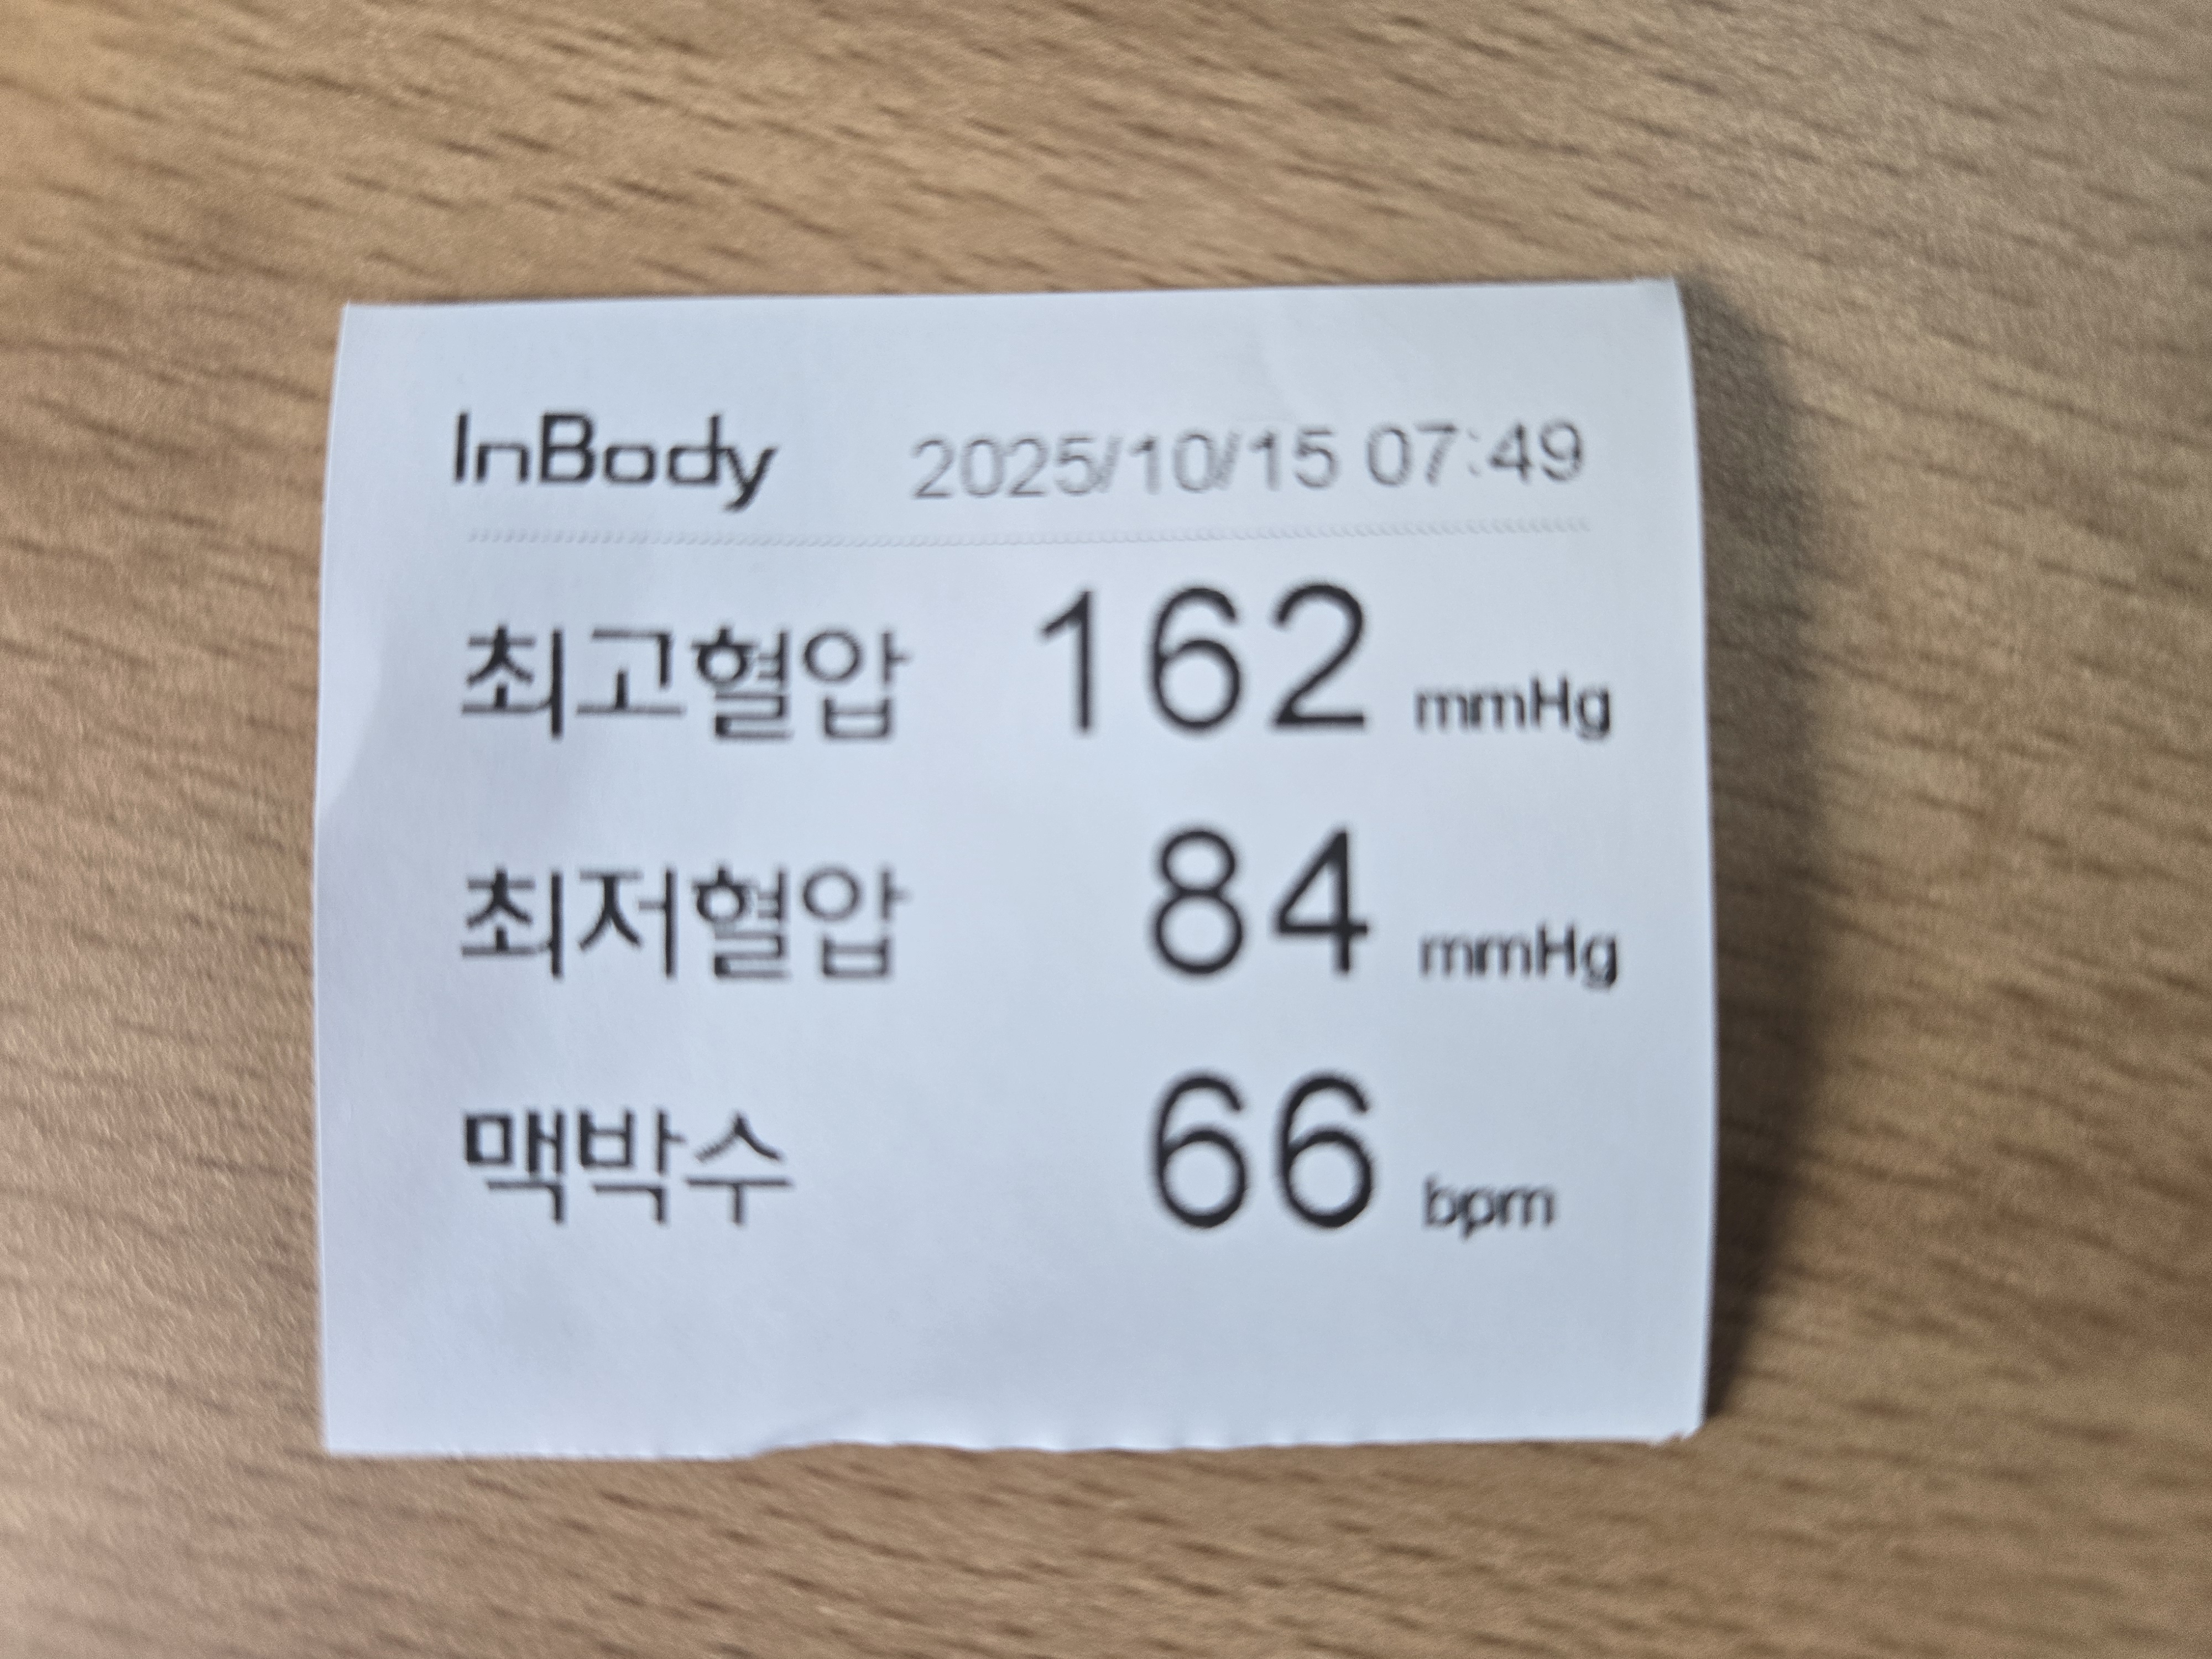 InBody 2025/10/15 07:49
최고혈압 162 mmHg
최저혈압 84 mmHg
맥박수 66 bpm